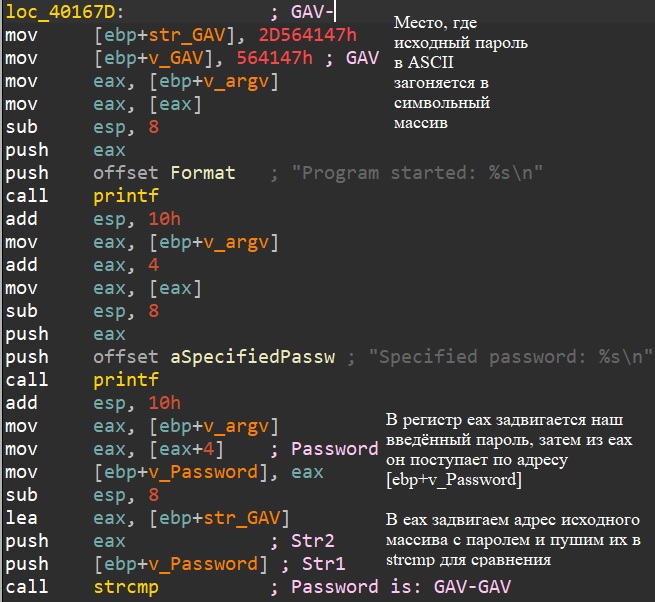 loc_40167D: ; GAV-
mov [ebp+str_GAV], 2D564147h
mov [ebp+v_GAV], 564147h ; GAV
mov eax, [ebp+v_argv]
mov eax, [eax]
sub esp, 8
push eax
push offset Format ; "Program started: %s\n"
call printf
add esp, 10h
mov eax, [ebp+v_argv]
add eax, 4
mov eax, [eax]
sub esp, 8
push eax
push offset aSpecifiedPassw ; "Specified password: %s\n"
call printf
add esp, 10h
mov eax, [ebp+v_argv]
mov eax, [eax+4] ; Password
mov [ebp+v_Password], eax
sub esp, 8
lea eax, [ebp+str_GAV]
push eax ; Str2
push [ebp+v_Password] ; Str1
call strcmp ; Password is: GAV-GAV
Место, где
исходный пароль
в ASCII
загоняется в
символьный
массив
В регистр eax задвигается наш
введённый пароль, затем из eax
он поступает по адресу
[ebp+v_Password]
В eax задвигаем адрес исходного
массива с паролем и пушим их в
strcmp для сравнения